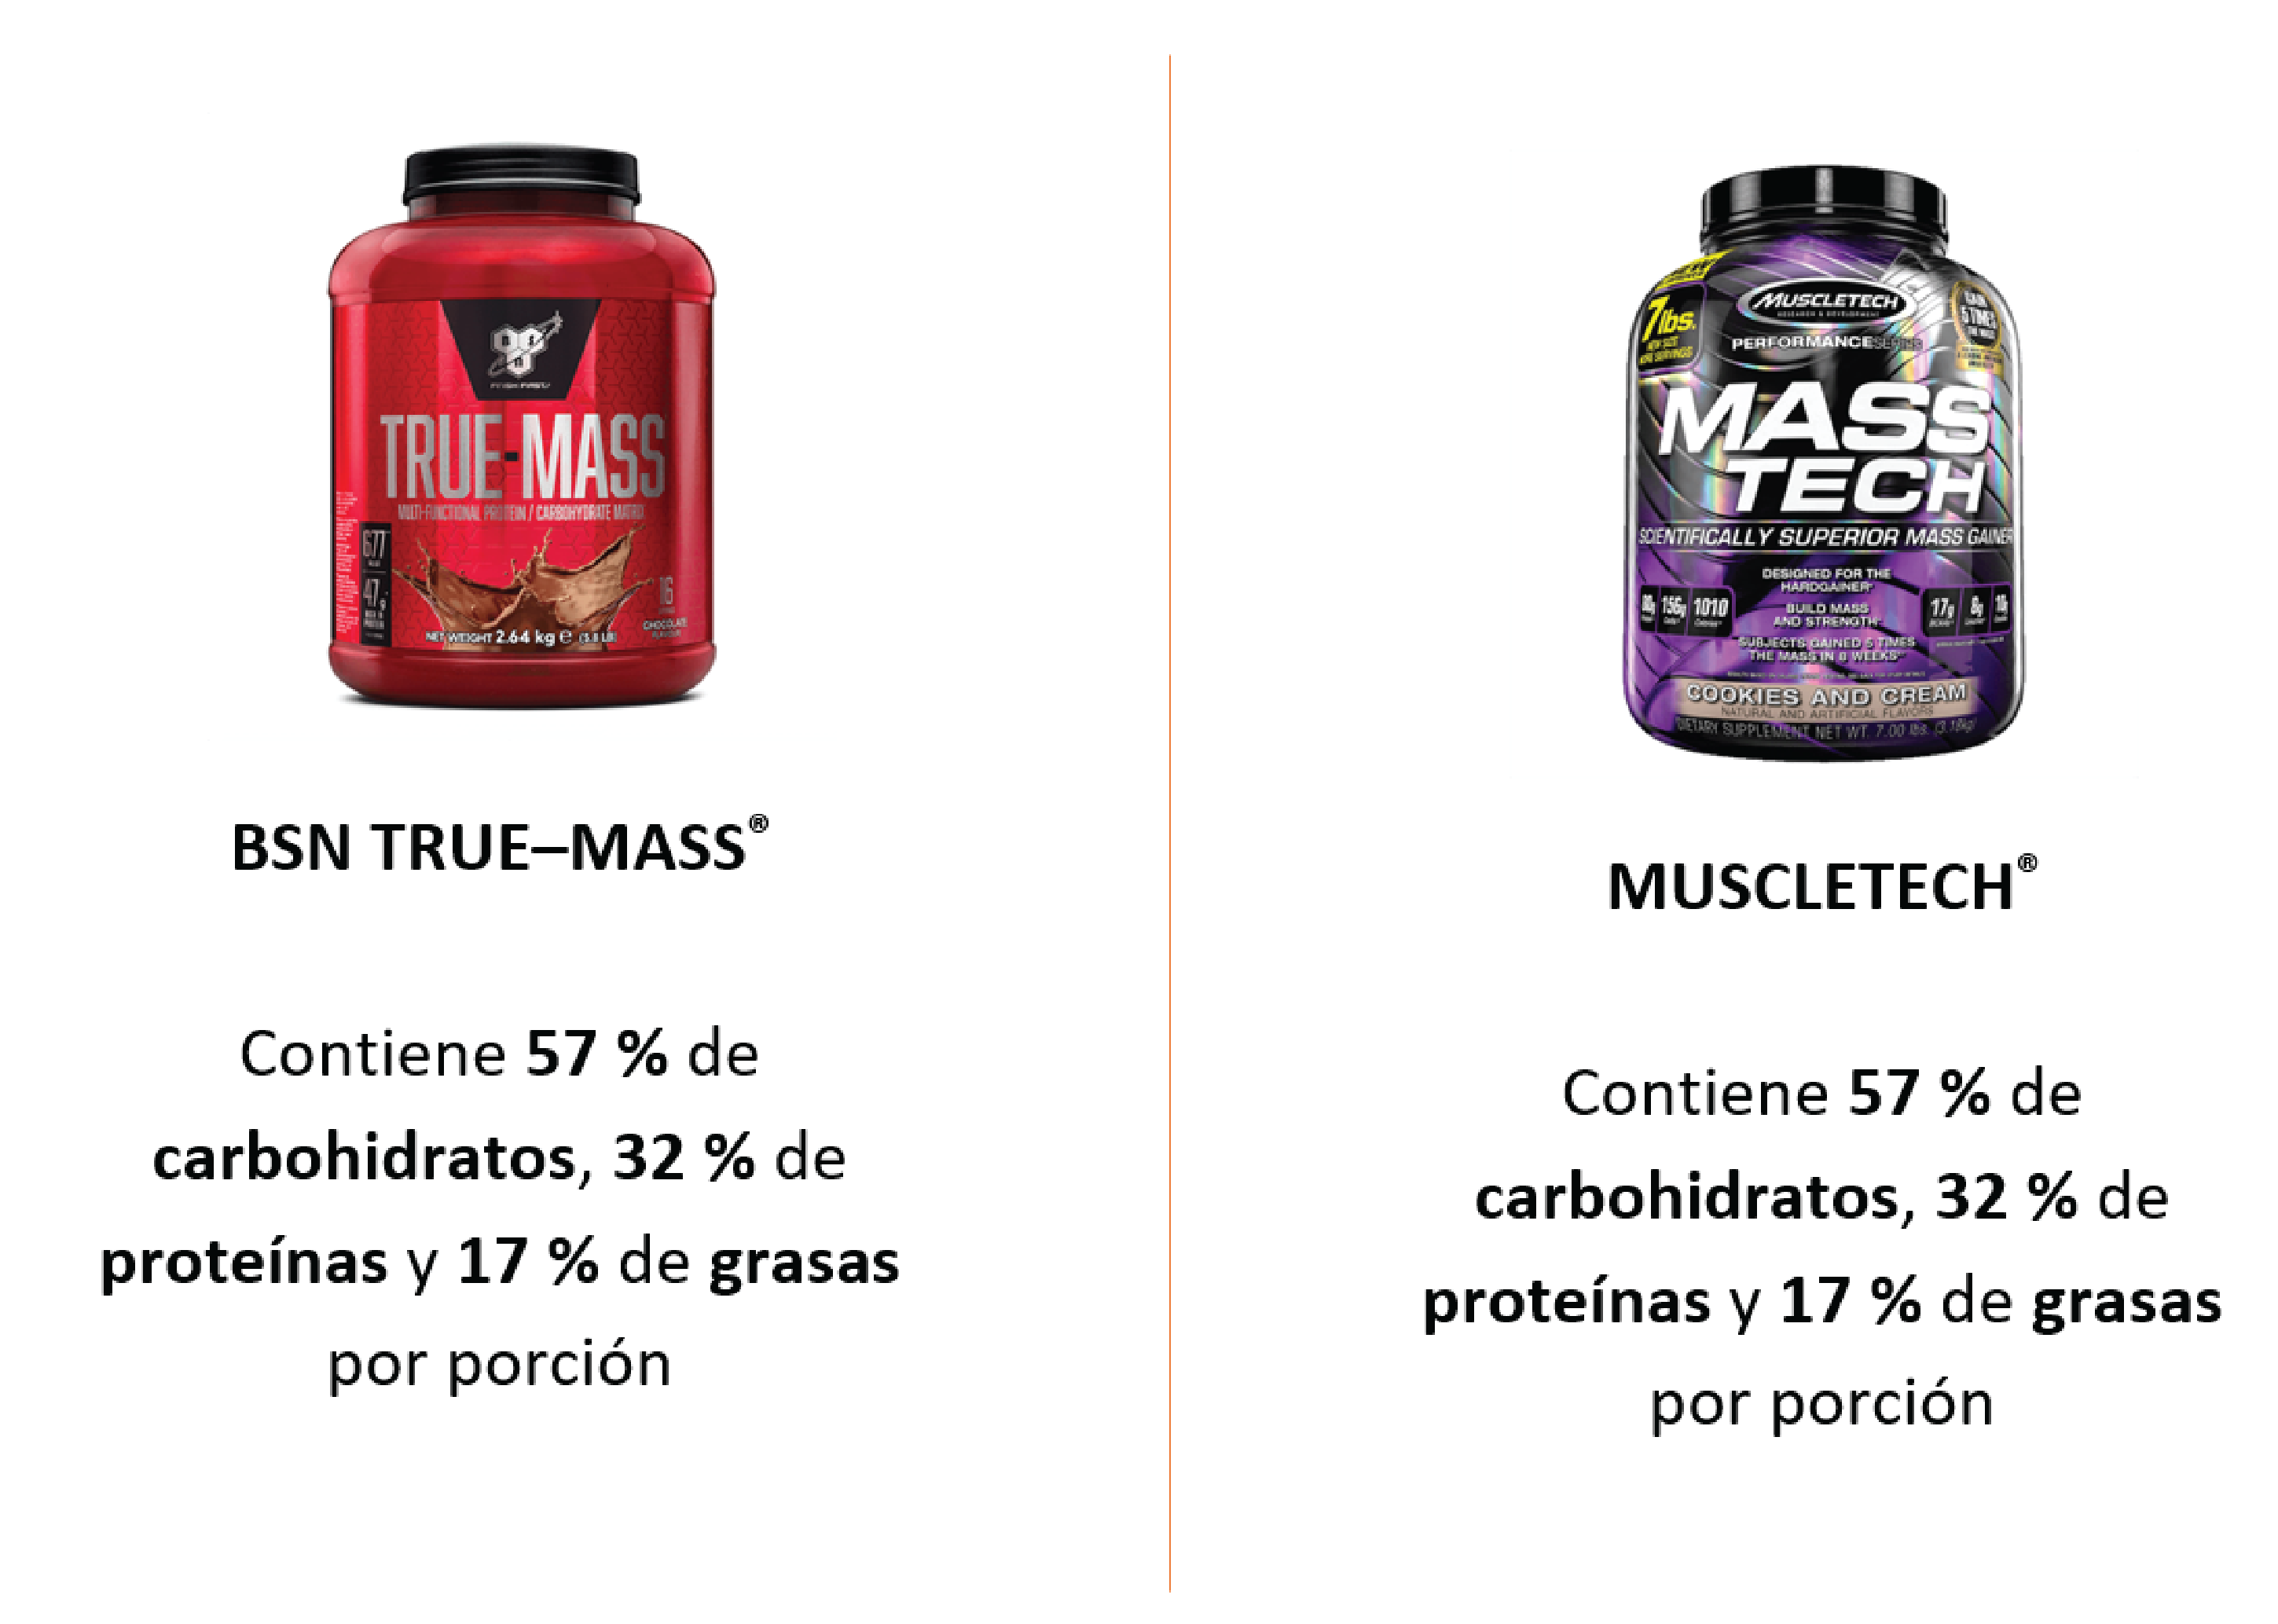 TRUE-MASS
MULTI-FUNCTIONAL PROTEIN / CARBOHYDRATE MATRIX
677
47g
16
CHOCOLATE
FLAVOUR
NET WEIGHT 2.64 kg e (5.8 LB)
BSN TRUE–MASS®
Contiene 57 % de
carbohidratos, 32 % de
proteínas y 17 % de grasas
por porción
7 lbs.
NEW SIZE
MORE SERVINGS
MUSCLETECH
RESEARCH & DEVELOPMENT
PERFORMANCE SERIES
GAIN
5 TIMES
THE MASS
MASS
TECH
SCIENTIFICALLY SUPERIOR MASS GAINER
DESIGNED FOR THE
HARDGAINER
BUILD MASS
AND STRENGTH
156g 1010
17g 8g 10g
SUBJECTS GAINED 5 TIMES
THE MASS IN 8 WEEKS
COOKIES AND CREAM
NATURAL AND ARTIFICIAL FLAVORS
DIETARY SUPPLEMENT NET WT. 7.00 lbs. (3.18kg)
MUSCLETECH®
Contiene 57 % de
carbohidratos, 32 % de
proteínas y 17 % de grasas
por porción